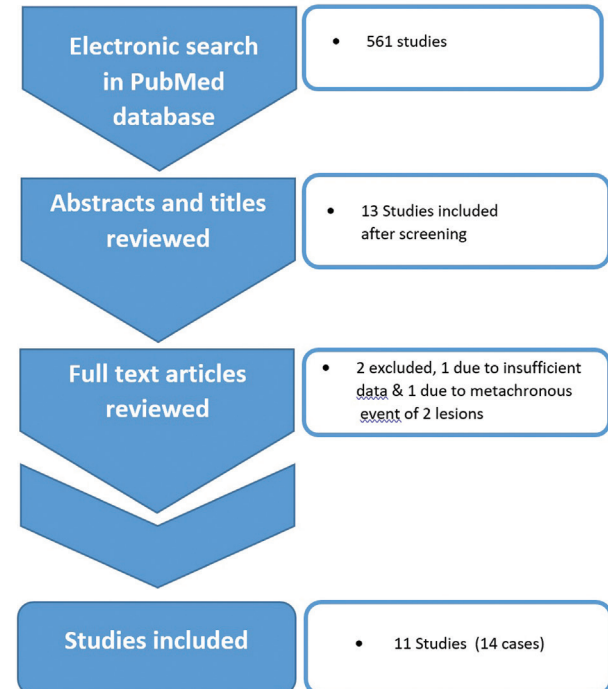 Electronic search
in PubMed
database
• 561 studies
Abstracts and titles
reviewed
• 13 Studies included
after screening
Full text articles
reviewed
• 2 excluded, 1 due to insufficient
data & 1 due to metachronous
event of 2 lesions
Studies included
• 11 Studies (14 cases)